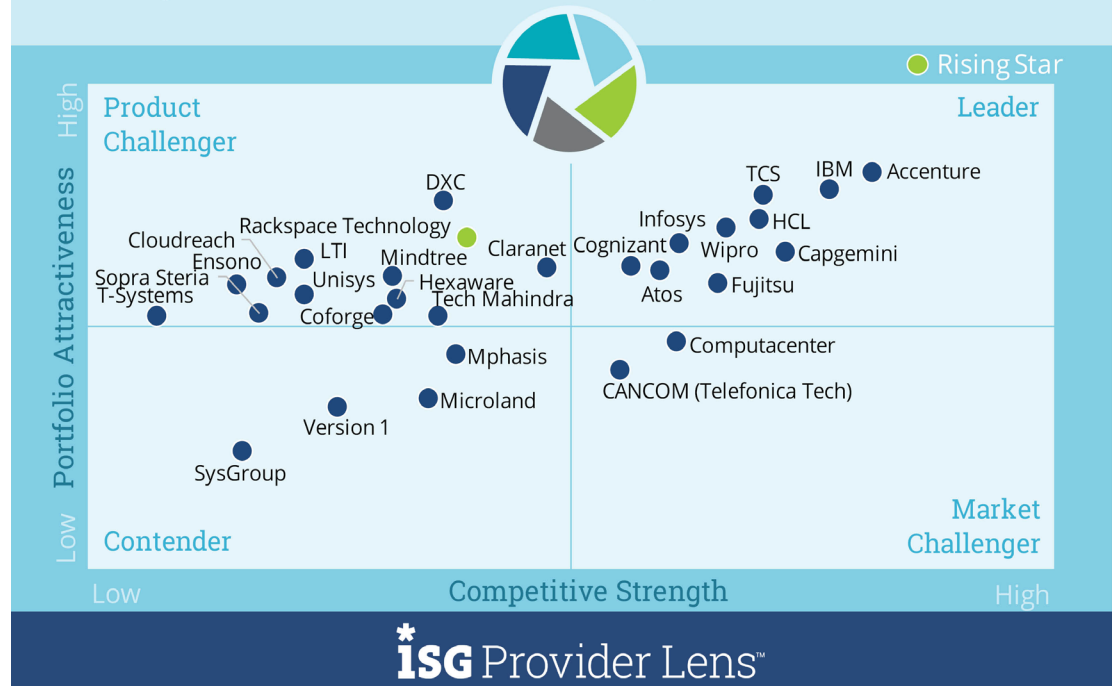 Rising Star
High
Product
Challenger
Leader
Portfolio Attractiveness
DXC
TCS
IBM
Accenture
Rackspace Technology
Infosys
HCL
Cloudreach
LTI
Mindtree
Claranet
Cognizant
Wipro
Capgemini
Ensono
Sopra Steria
Unisys
Hexaware
Atos
Fujitsu
T-Systems
Coforge
Tech Mahindra
Mphasis
Computacenter
CANCOM (Telefonica Tech)
Microland
Version 1
SysGroup
Low
Contender
Market
Challenger
Low
Competitive Strength
High
iSG Provider Lens™